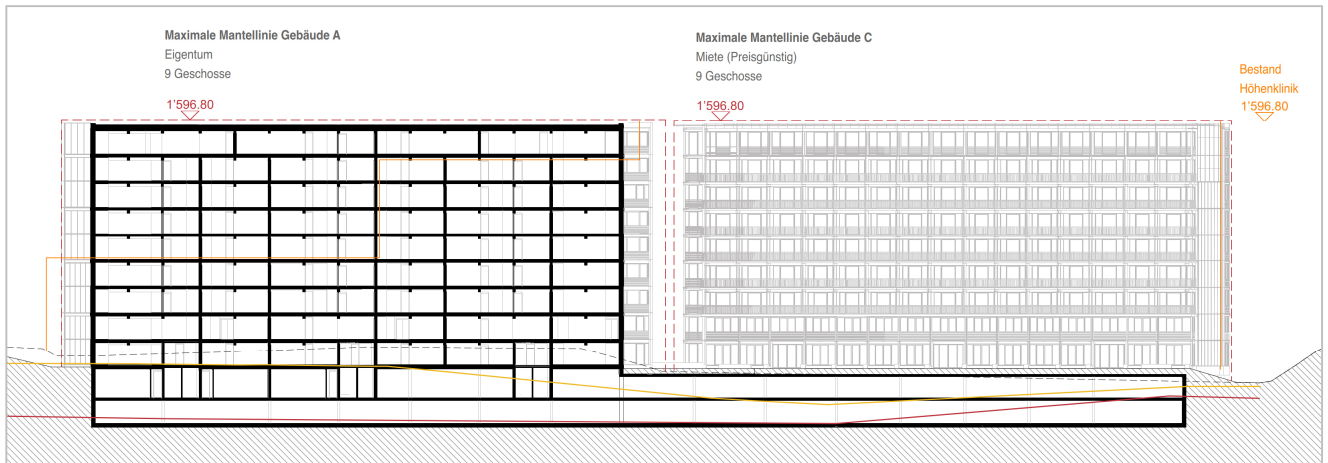 Maximale Mantellinie Gebäude A
Eigentum
9 Geschosse
1'596.80
Maximale Mantellinie Gebäude C
Miete (Preisgünstig)
9 Geschosse
1'596.80
Bestand
Höhenklinik
1'596.80